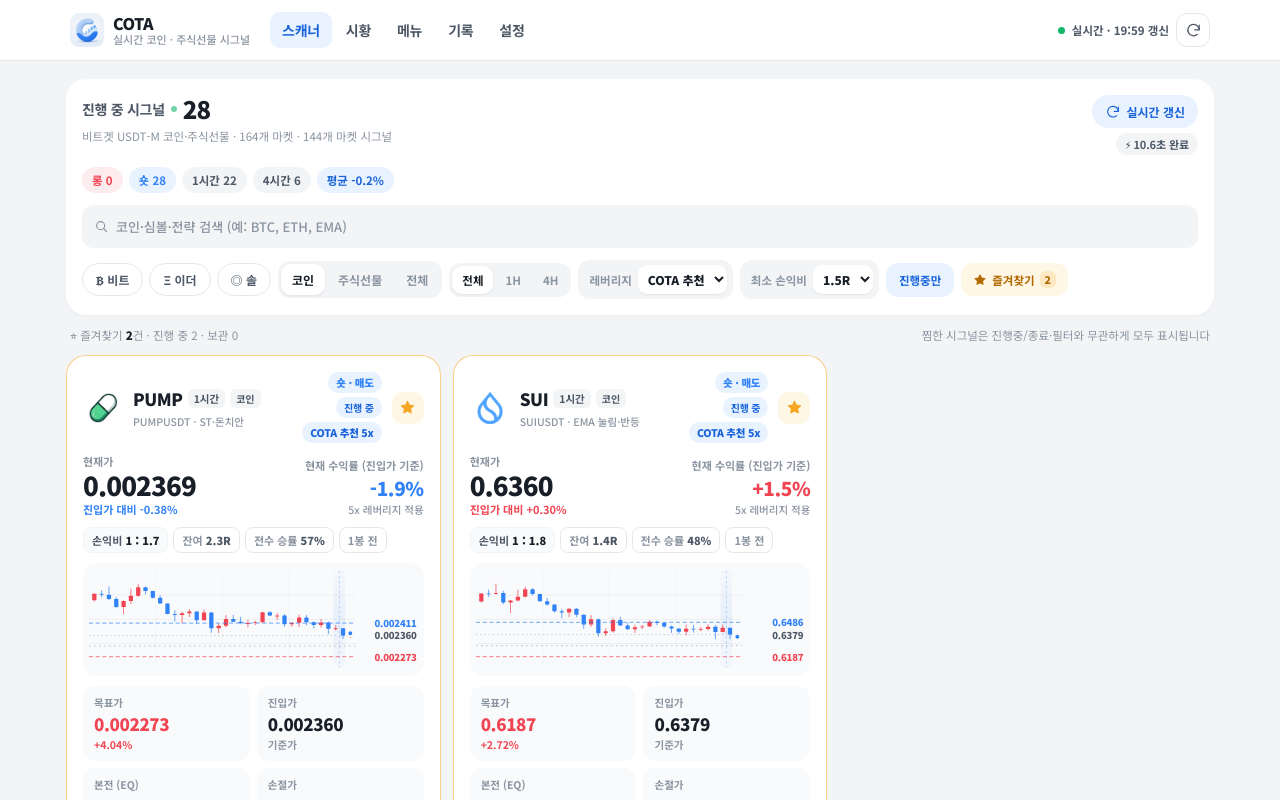 COTA
실시간 코인 · 주식선물 시그널
스캐너
시황
메뉴
기록
설정
실시간 · 19:59 갱신
진행 중 시그널 28
비트겟 USDT-M 코인·주식선물 · 164개 마켓 · 144개 마켓 시그널
실시간 갱신
⚡10.6초 완료
롱 0
숏 28
1시간 22
4시간 6
평균 -0.2%
코인·심볼·전략 검색 (예: BTC, ETH, EMA)
₿ 비트
Ξ 이더
◎ 솔
코인
주식선물
전체
전체
1H
4H
레버리지
COTA 추천
최소 손익비
1.5R
진행중만
★ 즐겨찾기 2
⭐ 즐겨찾기 2건 · 진행 중 2 · 보관 0
찜한 시그널은 진행중/종료·필터와 무관하게 모두 표시됩니다
PUMP 1시간 코인
PUMPUSDT · ST·돈치안
숏 · 매도
진행 중
COTA 추천 5x
현재가
0.002369
진입가 대비 -0.38%
현재 수익률 (진입가 기준)
-1.9%
5x 레버리지 적용
손익비 1 : 1.7
잔여 2.3R
전수 승률 57%
1봉 전
0.002411
0.002360
0.002273
목표가
0.002273
+4.04%
진입가
0.002360
기준가
본전 (EQ)
손절가
SUI 1시간 코인
SUIUSDT · EMA 눌림·반등
숏 · 매도
진행 중
COTA 추천 5x
현재가
0.6360
진입가 대비 +0.30%
현재 수익률 (진입가 기준)
+1.5%
5x 레버리지 적용
손익비 1 : 1.8
잔여 1.4R
전수 승률 48%
1봉 전
0.6486
0.6379
0.6187
목표가
0.6187
+2.72%
진입가
0.6379
기준가
본전 (EQ)
손절가